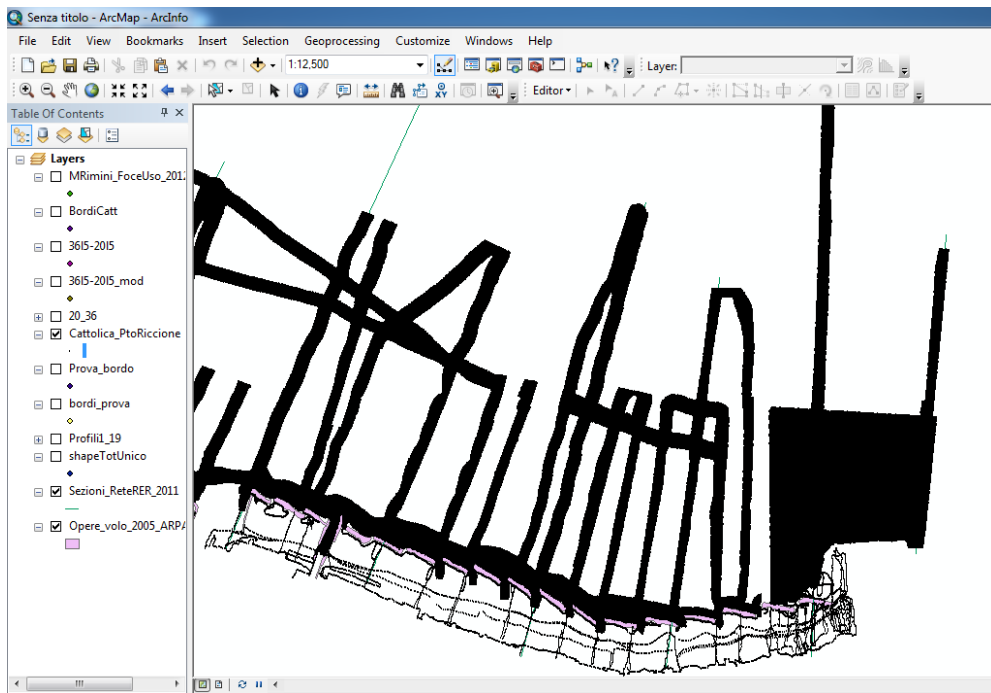 Senza titolo - ArcMap - ArcInfo
File Edit View Bookmarks Insert Selection Geoprocessing Customize Windows Help
1:12,500 Layer:
Editor
Table Of Contents
Layers
MRimini_FoceUso_2012
BordiCatt
36I5-20I5
36I5-20I5_mod
20_36
Cattolica_PtoRiccione
Prova_bordo
bordi_prova
Profili1_19
shapeTotUnico
Sezioni_ReteRER_2011
Opere_volo_2005_ARPA